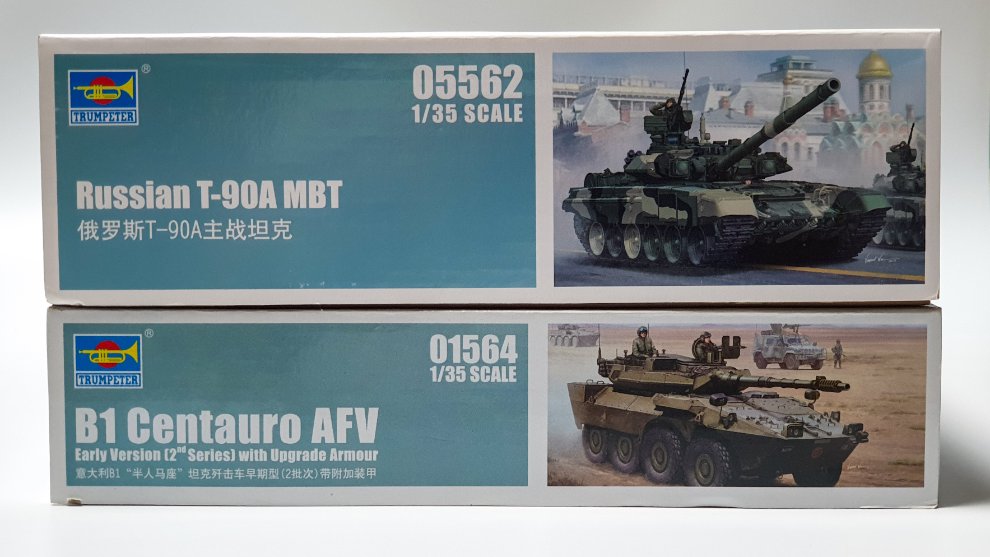 TRUMPETER
®
05562
1/35 SCALE
Russian T-90A MBT
俄罗斯T-90A主战坦克
TRUMPETER
®
01564
1/35 SCALE
B1 Centauro AFV
Early Version (2nd Series) with Upgrade Armour
意大利B1“半人马座”坦克歼击车早期型(2批次)带附加装甲